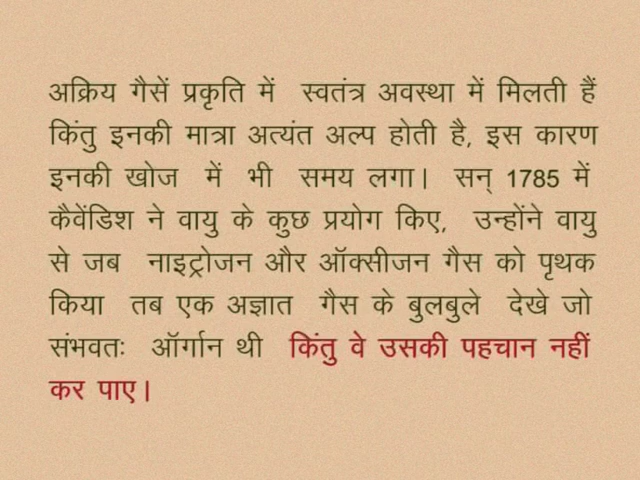 अक्रिय गैसें प्रकृति में स्वतंत्र अवस्था में मिलती हैं
किंतु इनकी मात्रा अत्यंत अल्प होती है, इस कारण
इनकी खोज में भी समय लगा। सन् 1785 में
कैवेंडिश ने वायु के कुछ प्रयोग किए, उन्होंने वायु
से जब नाइट्रोजन और ऑक्सीजन गैस को पृथक
किया तब एक अज्ञात गैस के बुलबुले देखे जो
संभवतः ऑर्गान थी किंतु वे उसकी पहचान नहीं
कर पाए।